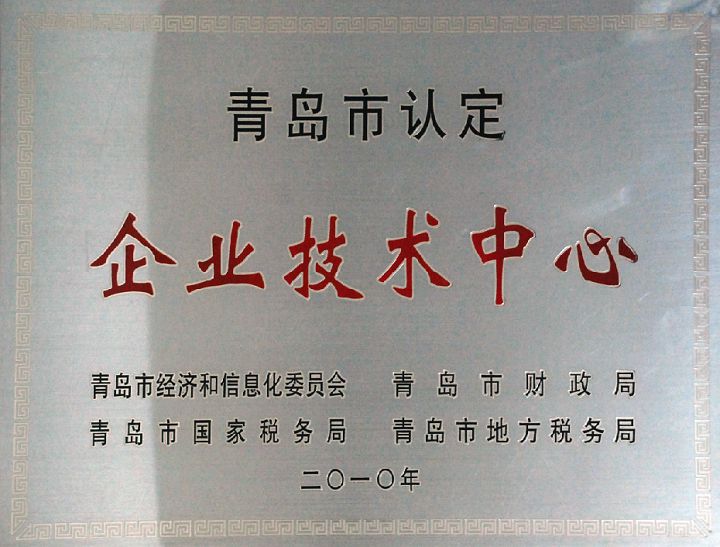 青岛市认定
企业技术中心
青岛市经济和信息化委员会 青岛市财政局
青岛市国家税务局 青岛市地方税务局
二〇一〇年